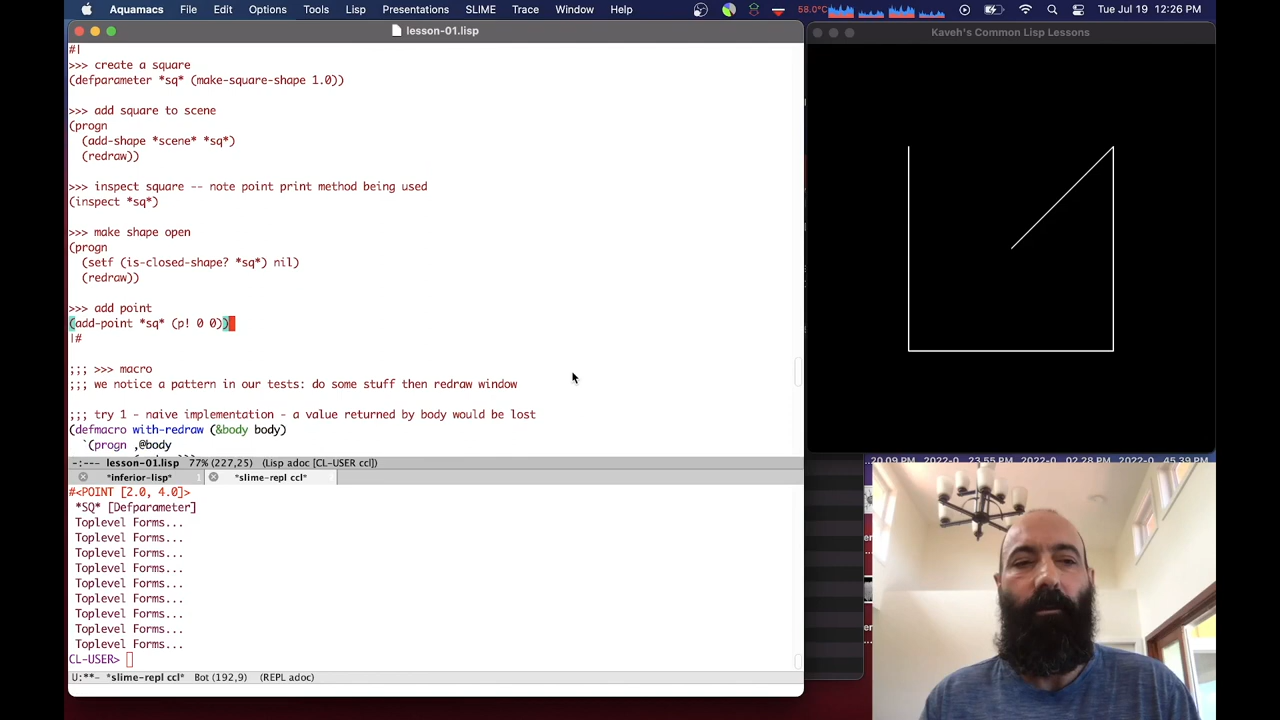 Aquamacs File Edit Options Tools Lisp Presentations SLIME Trace Window Help 58.0°C Tue Jul 19 12:26 PM
lesson-01.lisp
Kaveh's Common Lisp Lessons
#|
>>> create a square
(defparameter *sq* (make-square-shape 1.0))
>>> add square to scene
(progn
(add-shape *scene* *sq*)
(redraw))
>>> inspect square -- note point print method being used
(inspect *sq*)
>>> make shape open
(progn
(setf (is-closed-shape? *sq*) nil)
(redraw))
>>> add point
(add-point *sq* (p! 0 0))
|#
;;; >>> macro
;;; we notice a pattern in our tests: do some stuff then redraw window
;;; try 1 - naive implementation - a value returned by body would be lost
(defmacro with-redraw (&body body)
`(progn ,@body
-:--- lesson-01.lisp 77% (227,25) (Lisp adoc [CL-USER ccl])
*inferior-lisp* *slime-repl ccl*
#<POINT [2.0, 4.0]>
*SQ* [Defparameter]
Toplevel Forms...
Toplevel Forms...
Toplevel Forms...
Toplevel Forms...
Toplevel Forms...
Toplevel Forms...
Toplevel Forms...
Toplevel Forms...
Toplevel Forms...
CL-USER>
U:**- *slime-repl ccl* Bot (192,9) (REPL adoc)